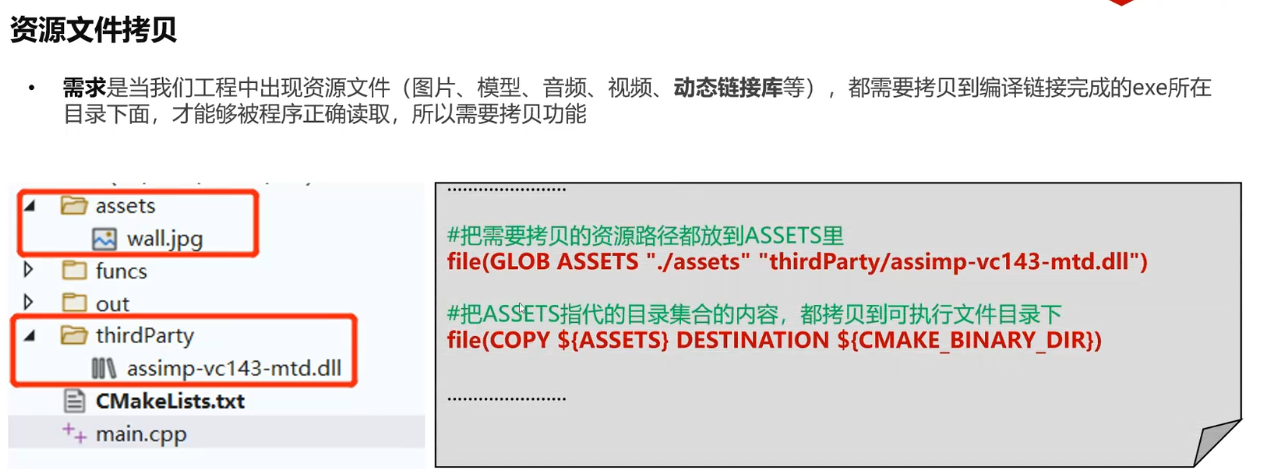 资源文件拷贝
• 需求是当我们工程中出现资源文件（图片、模型、音频、视频、动态链接库等），都需要拷贝到编译链接完成的exe所在
目录下面，才能够被程序正确读取，所以需要拷贝功能
assets
wall.jpg
funcs
out
thirdParty
assimp-vc143-mtd.dll
CMakeLists.txt
main.cpp
.......................
#把需要拷贝的资源路径都放到ASSETS里
file(GLOB ASSETS "./assets" "thirdParty/assimp-vc143-mtd.dll")
#把ASSETS指代的目录集合的内容，都拷贝到可执行文件目录下
file(COPY ${ASSETS} DESTINATION ${CMAKE_BINARY_DIR})
.......................